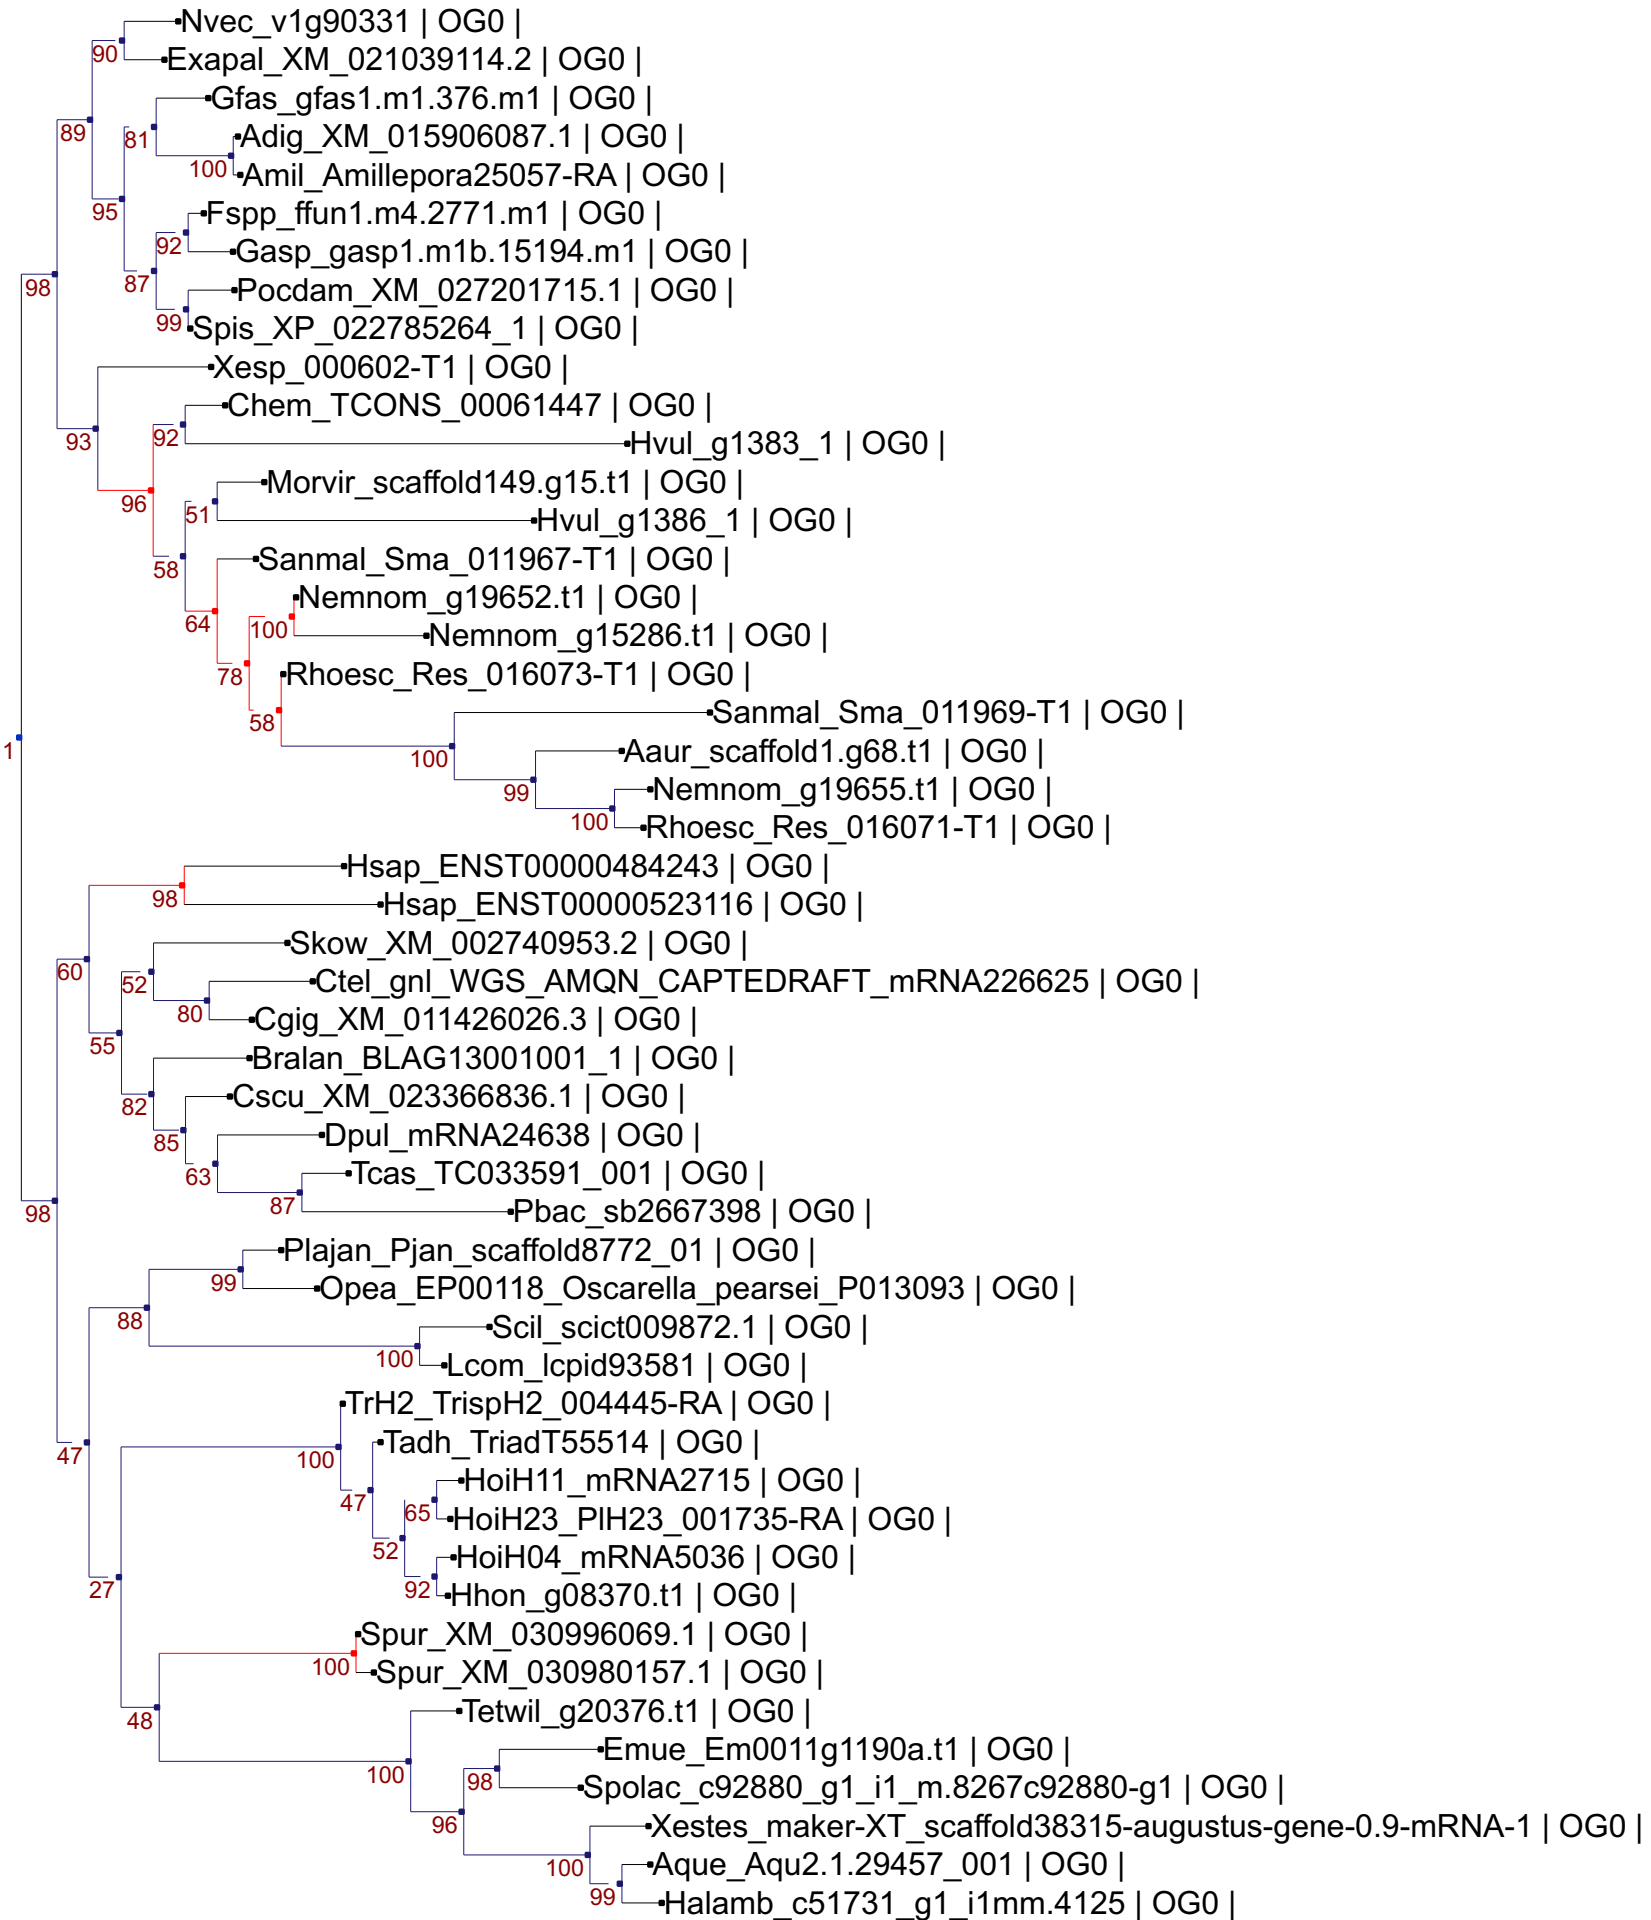 Nvec_v1g90331 | OG0 |
90
Exapal_XM_021039114.2 | OG0 |
Gfas_gfas1.m1.376.m1 | OG0 |
89
81
Adig_XM_015906087.1 | OG0 |
100
Amil_Amillepora25057-RA | OG0 |
95
Fspp_ffun1.m4.2771.m1 | OG0 |
92
Gasp_gasp1.m1b.15194.m1 | OG0 |
87
98
Pocdam_XM_027201715.1 | OG0 |
99
Spis_XP_022785264_1 | OG0 |
Xesp_000602-T1 | OG0 |
Chem_TCONS_00061447 | OG0 |
93
92
Hvul_g1383_1 | OG0 |
Morvir_scaffold149.g15.t1 | OG0 |
96
51
Hvul_g1386_1 | OG0 |
58
Sanmal_Sma_011967-T1 | OG0 |
Nemnom_g19652.t1 | OG0 |
64
100
Nemnom_g15286.t1 | OG0 |
78
Rhoesc_Res_016073-T1 | OG0 |
58
Sanmal_Sma_011969-T1 | OG0 |
1
100
Aaur_scaffold1.g68.t1 | OG0 |
99
Nemnom_g19655.t1 | OG0 |
100
Rhoesc_Res_016071-T1 | OG0 |
Hsap_ENST00000484243 | OG0 |
98
Hsap_ENST00000523116 | OG0 |
Skow_XM_002740953.2 | OG0 |
60
52
Ctel_gnl_WGS_AMQN_CAPTEDRAFT_mRNA226625 | OG0 |
80
Cgig_XM_011426026.3 | OG0 |
55
Bralan_BLAG13001001_1 | OG0 |
82
Cscu_XM_023366836.1 | OG0 |
85
Dpul_mRNA24638 | OG0 |
63
Tcas_TC033591_001 | OG0 |
87
98
Pbac_sb2667398 | OG0 |
Plajan_Pjan_scaffold8772_01 | OG0 |
99
Opea_EP00118_Oscarella_pearsei_P013093 | OG0 |
88
Scil_scict009872.1 | OG0 |
100
Lcom_lcpid93581 | OG0 |
TrH2_TrispH2_004445-RA | OG0 |
47
100
Tadh_TriadT55514 | OG0 |
HoiH11_mRNA2715 | OG0 |
47
65
HoiH23_PlH23_001735-RA | OG0 |
52
HoiH04_mRNA5036 | OG0 |
27
92
Hhon_g08370.t1 | OG0 |
Spur_XM_030996069.1 | OG0 |
100
Spur_XM_030980157.1 | OG0 |
48
Tetwil_g20376.t1 | OG0 |
Emue_Em0011g1190a.t1 | OG0 |
100
98
Spolac_c92880_g1_i1_m.8267c92880-g1 | OG0 |
96
Xestes_maker-XT_scaffold38315-augustus-gene-0.9-mRNA-1 | OG0 |
100
Aque_Aqu2.1.29457_001 | OG0 |
99
Halamb_c51731_g1_i1mm.4125 | OG0 |